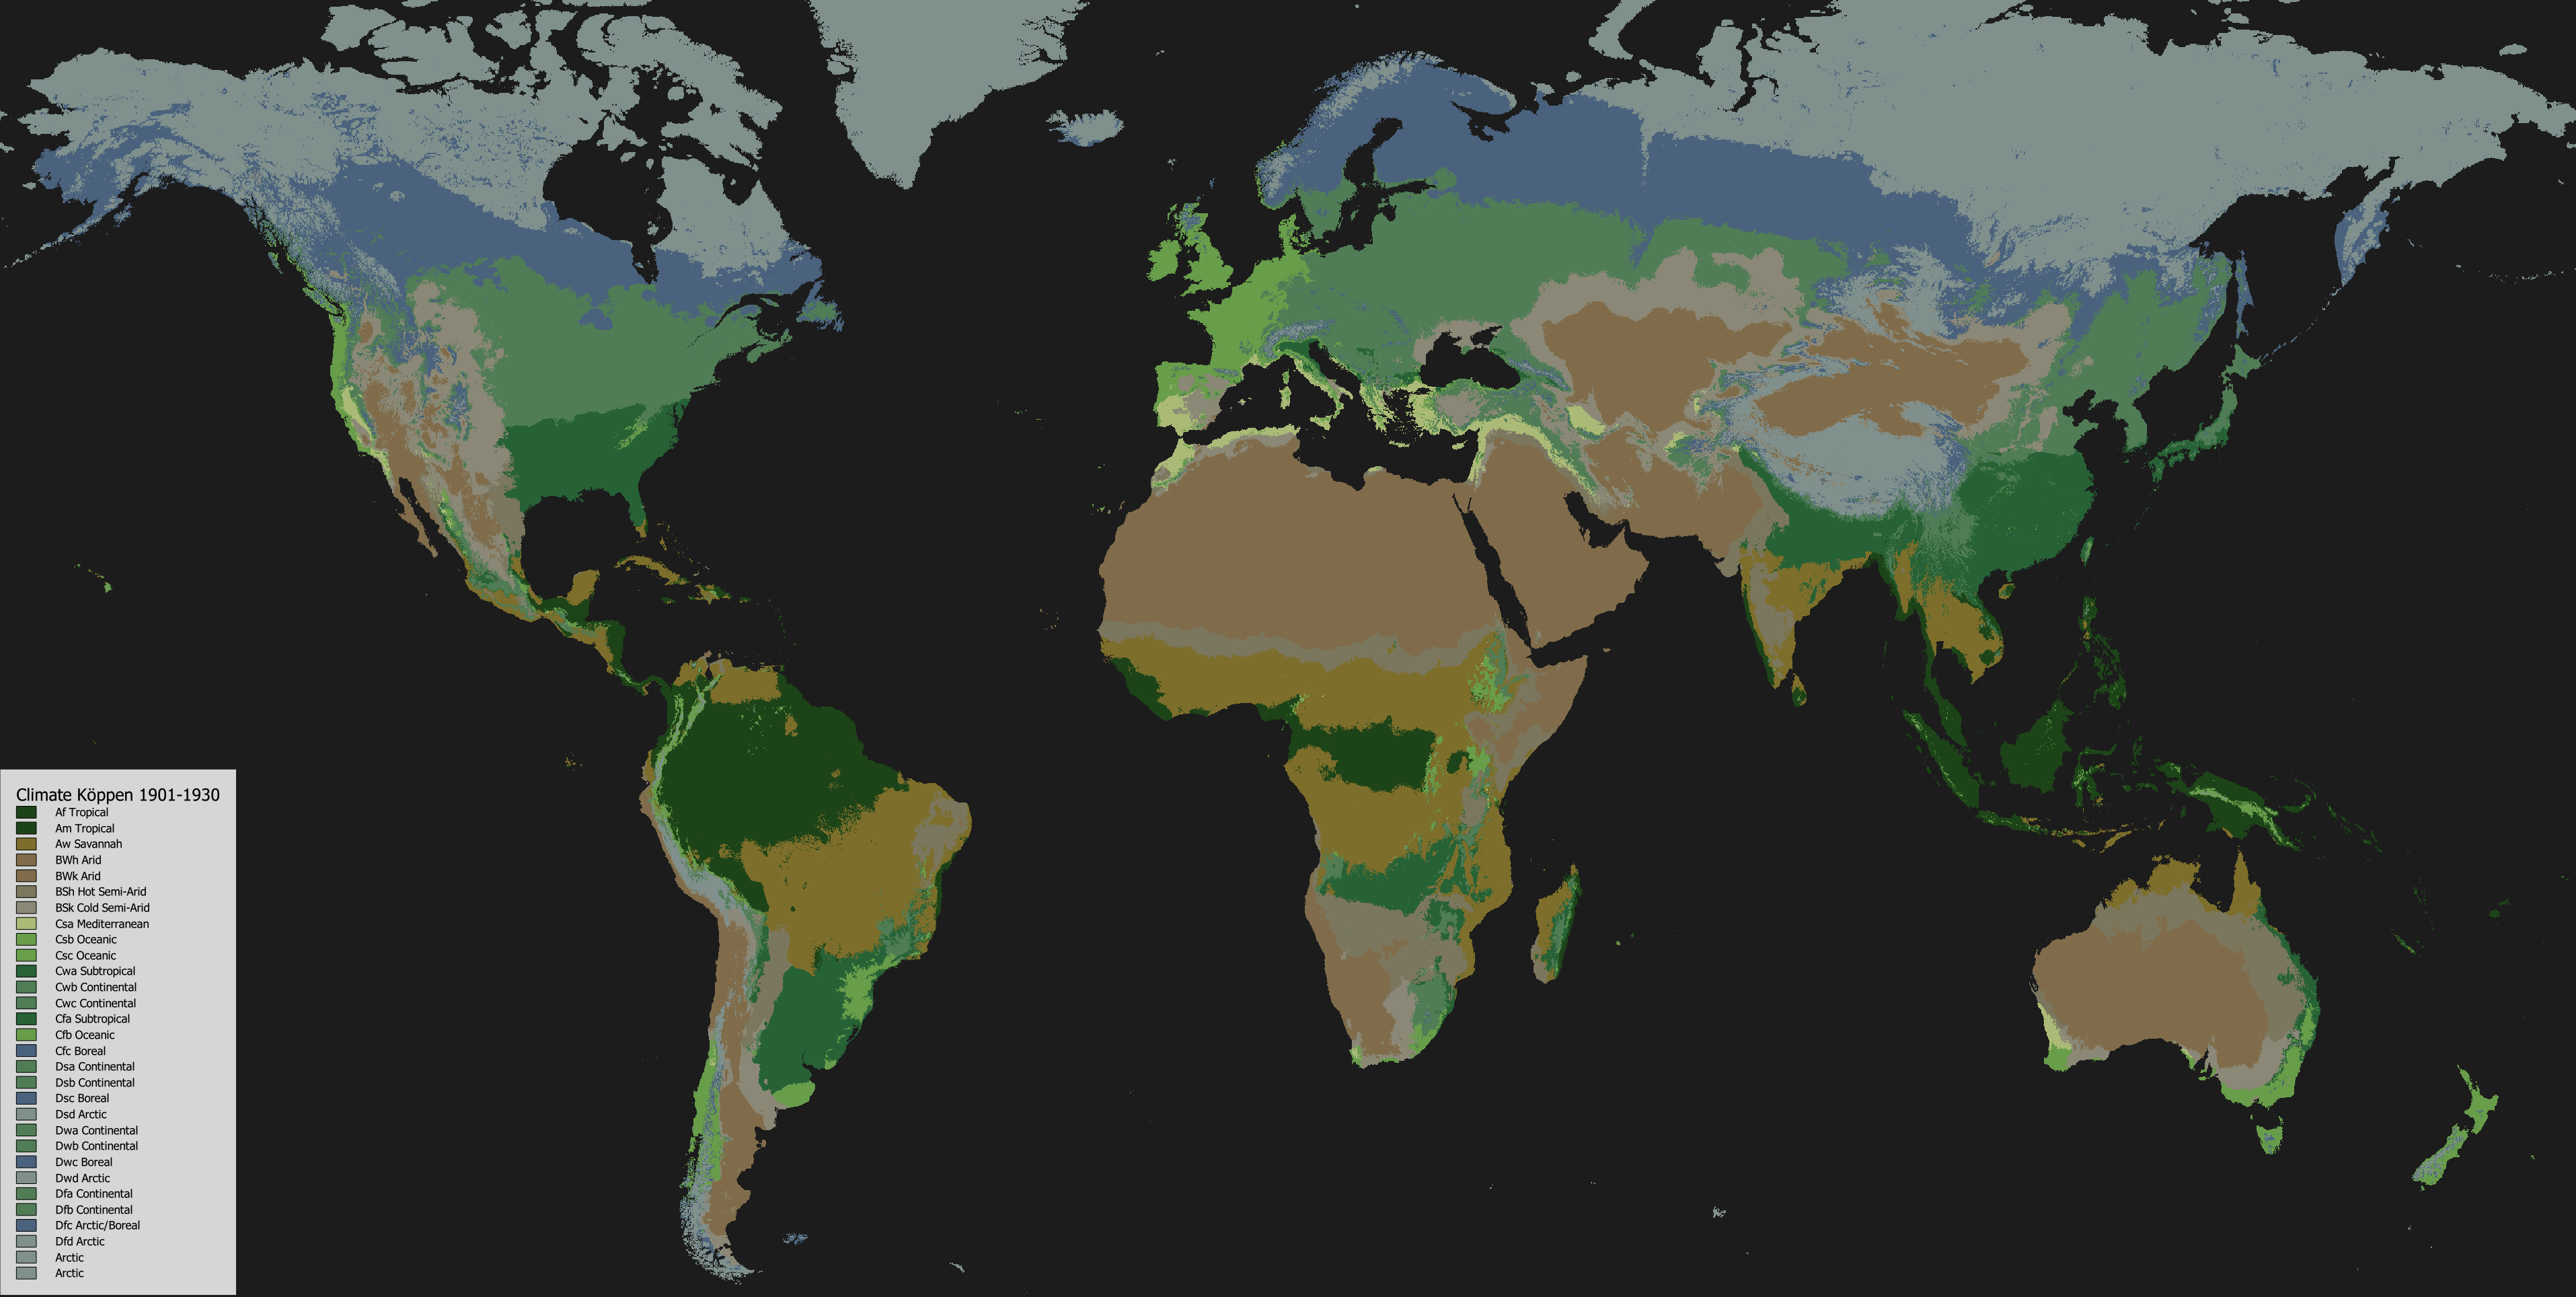 Climate Köppen 1901-1930
Af Tropical
Am Tropical
Aw Savannah
BWh Arid
BWk Arid
BSh Hot Semi-Arid
BSk Cold Semi-Arid
Csa Mediterranean
Csb Oceanic
Csc Oceanic
Cwa Subtropical
Cwb Continental
Cwc Continental
Cfa Subtropical
Cfb Oceanic
Cfc Boreal
Dsa Continental
Dsb Continental
Dsc Boreal
Dsd Arctic
Dwa Continental
Dwb Continental
Dwc Boreal
Dwd Arctic
Dfa Continental
Dfb Continental
Dfc Arctic/Boreal
Dfd Arctic
Arctic
Arctic